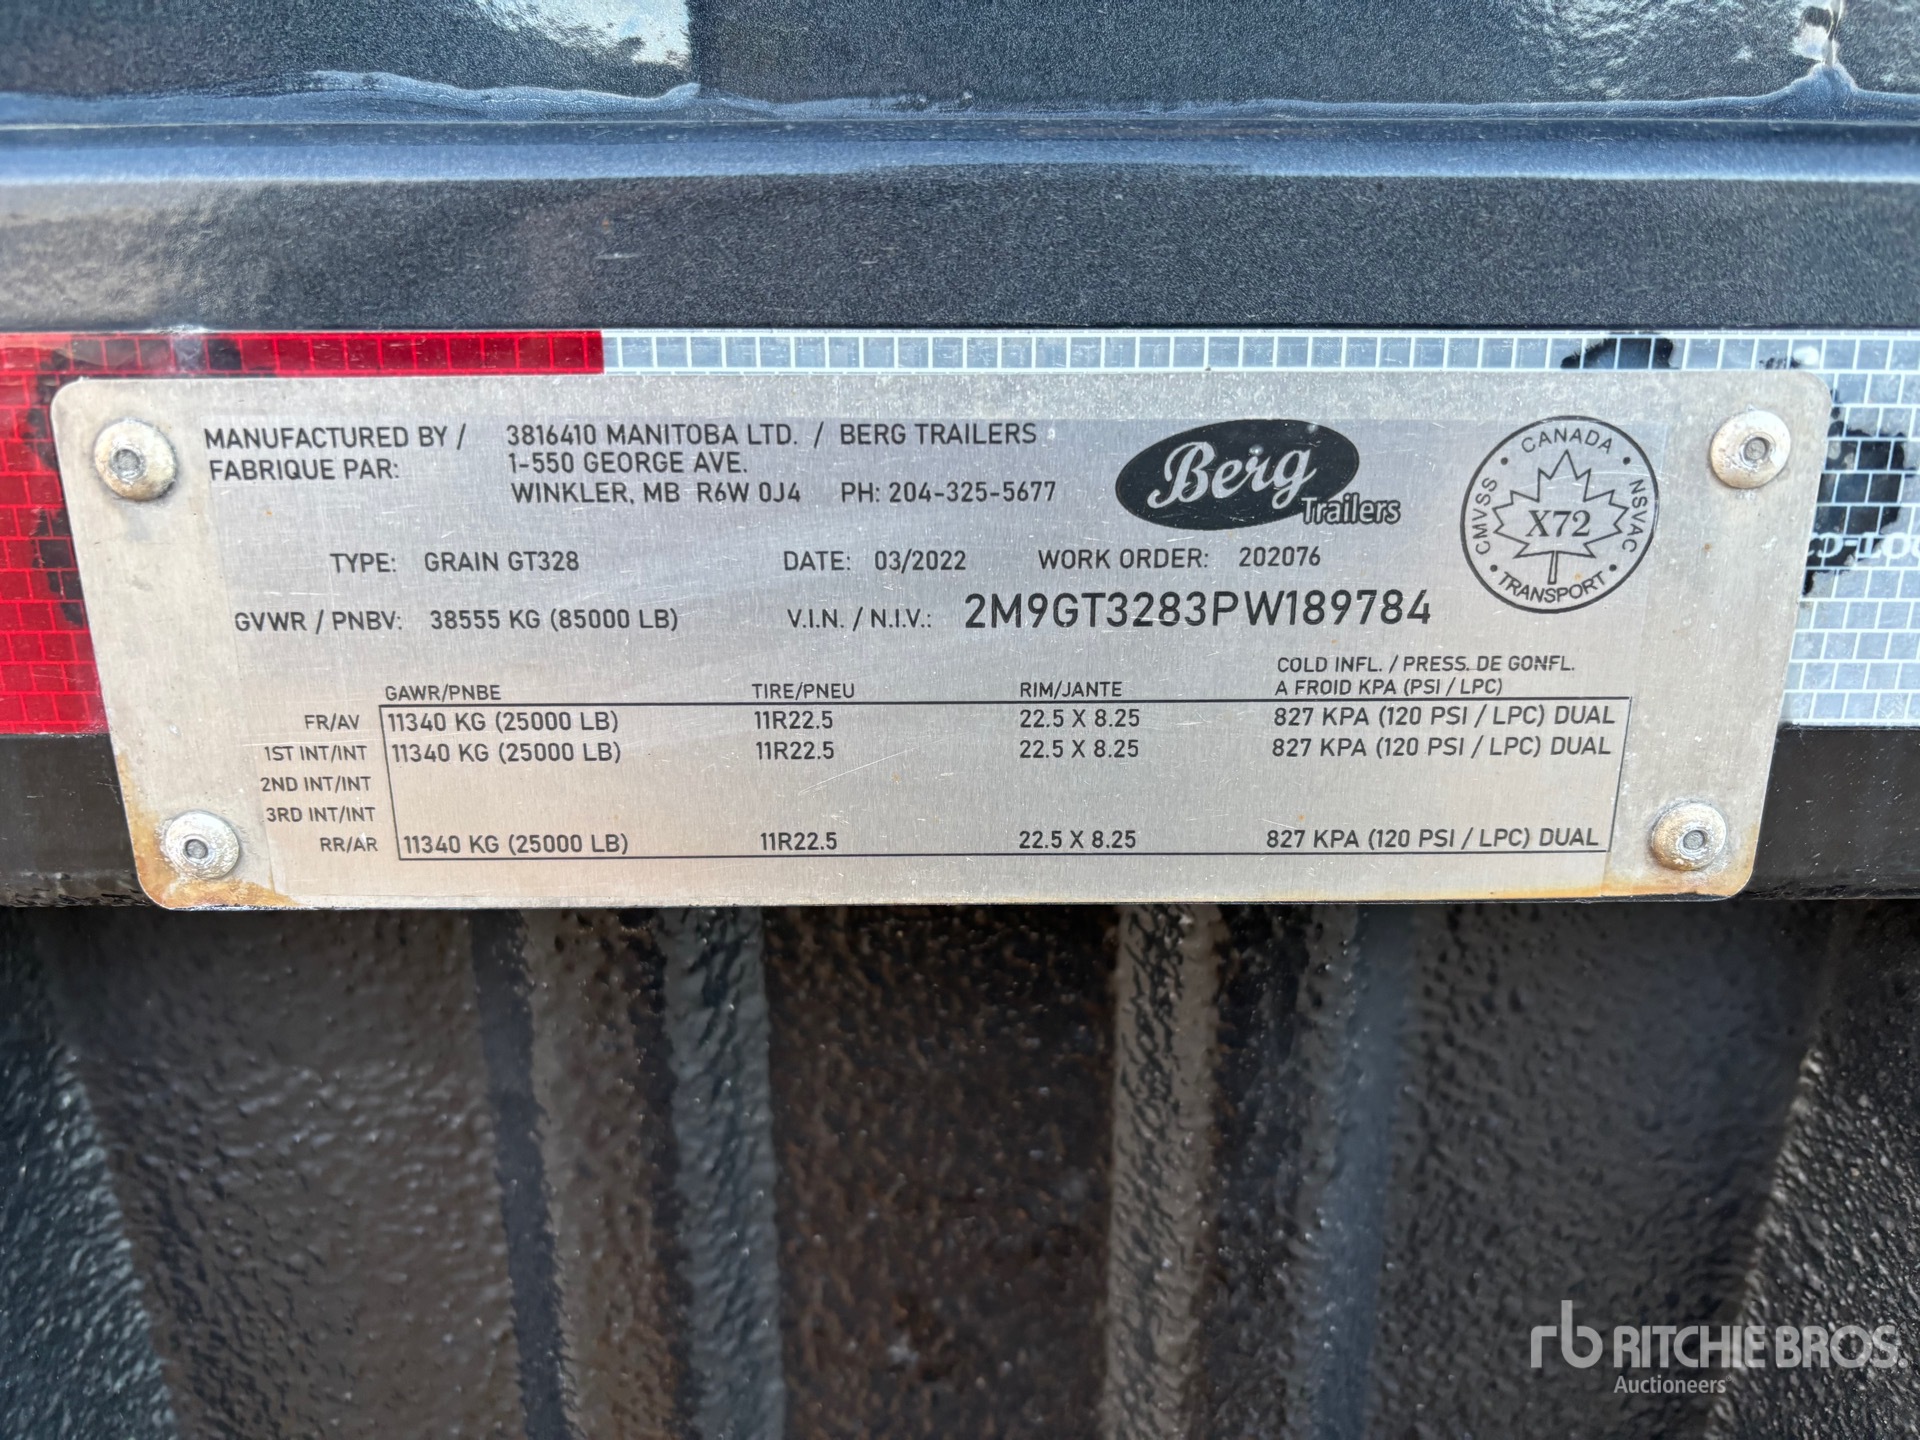 MANUFACTURED BY / 3816410 MANITOBA LTD. / BERG TRAILERS
FABRIQUE PAR: 1-550 GEORGE AVE.
WINKLER, MB R6W 0J4 PH: 204-325-5677
Berg
Trailers
CANADA
CMVSS
NSVAC
X72
TRANSPORT
TYPE: GRAIN GT328 DATE: 03/2022 WORK ORDER: 202076
GVWR / PNBV: 38555 KG (85000 LB) V.I.N. / N.I.V.: 2M9GT3283PW189784
COLD INFL. / PRESS. DE GONFL.
GAWR/PNBE TIRE/PNEU RIM/JANTE A FROID KPA (PSI / LPC)
FR/AV 11340 KG (25000 LB) 11R22.5 22.5 X 8.25 827 KPA (120 PSI / LPC) DUAL
1ST INT/INT 11340 KG (25000 LB) 11R22.5 22.5 X 8.25 827 KPA (120 PSI / LPC) DUAL
2ND INT/INT
3RD INT/INT
RR/AR 11340 KG (25000 LB) 11R22.5 22.5 X 8.25 827 KPA (120 PSI / LPC) DUAL
rb RITCHIE BROS.
Auctioneers